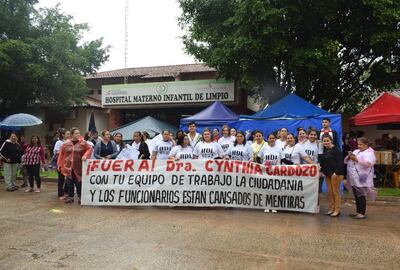 HOSPITAL MATERNO INFANTIL DE LIMPIO
¡FUERA! Dra. CYNTHIA CARDOZO
CON TU EQUIPO DE TRABAJO LA CIUDADANIA
Y LOS FUNCIONARIOS ESTAN CANSADOS DE MENTIRAS